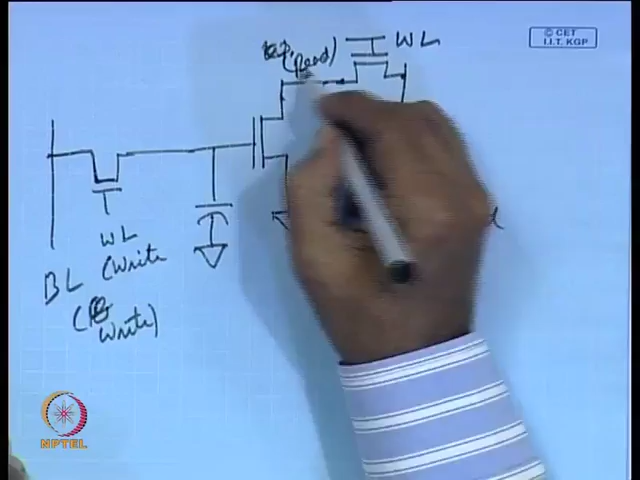 © CET
I.I.T. KGP
WL
(Read)
WL
(Write
BL
(
Write)
NPTEL